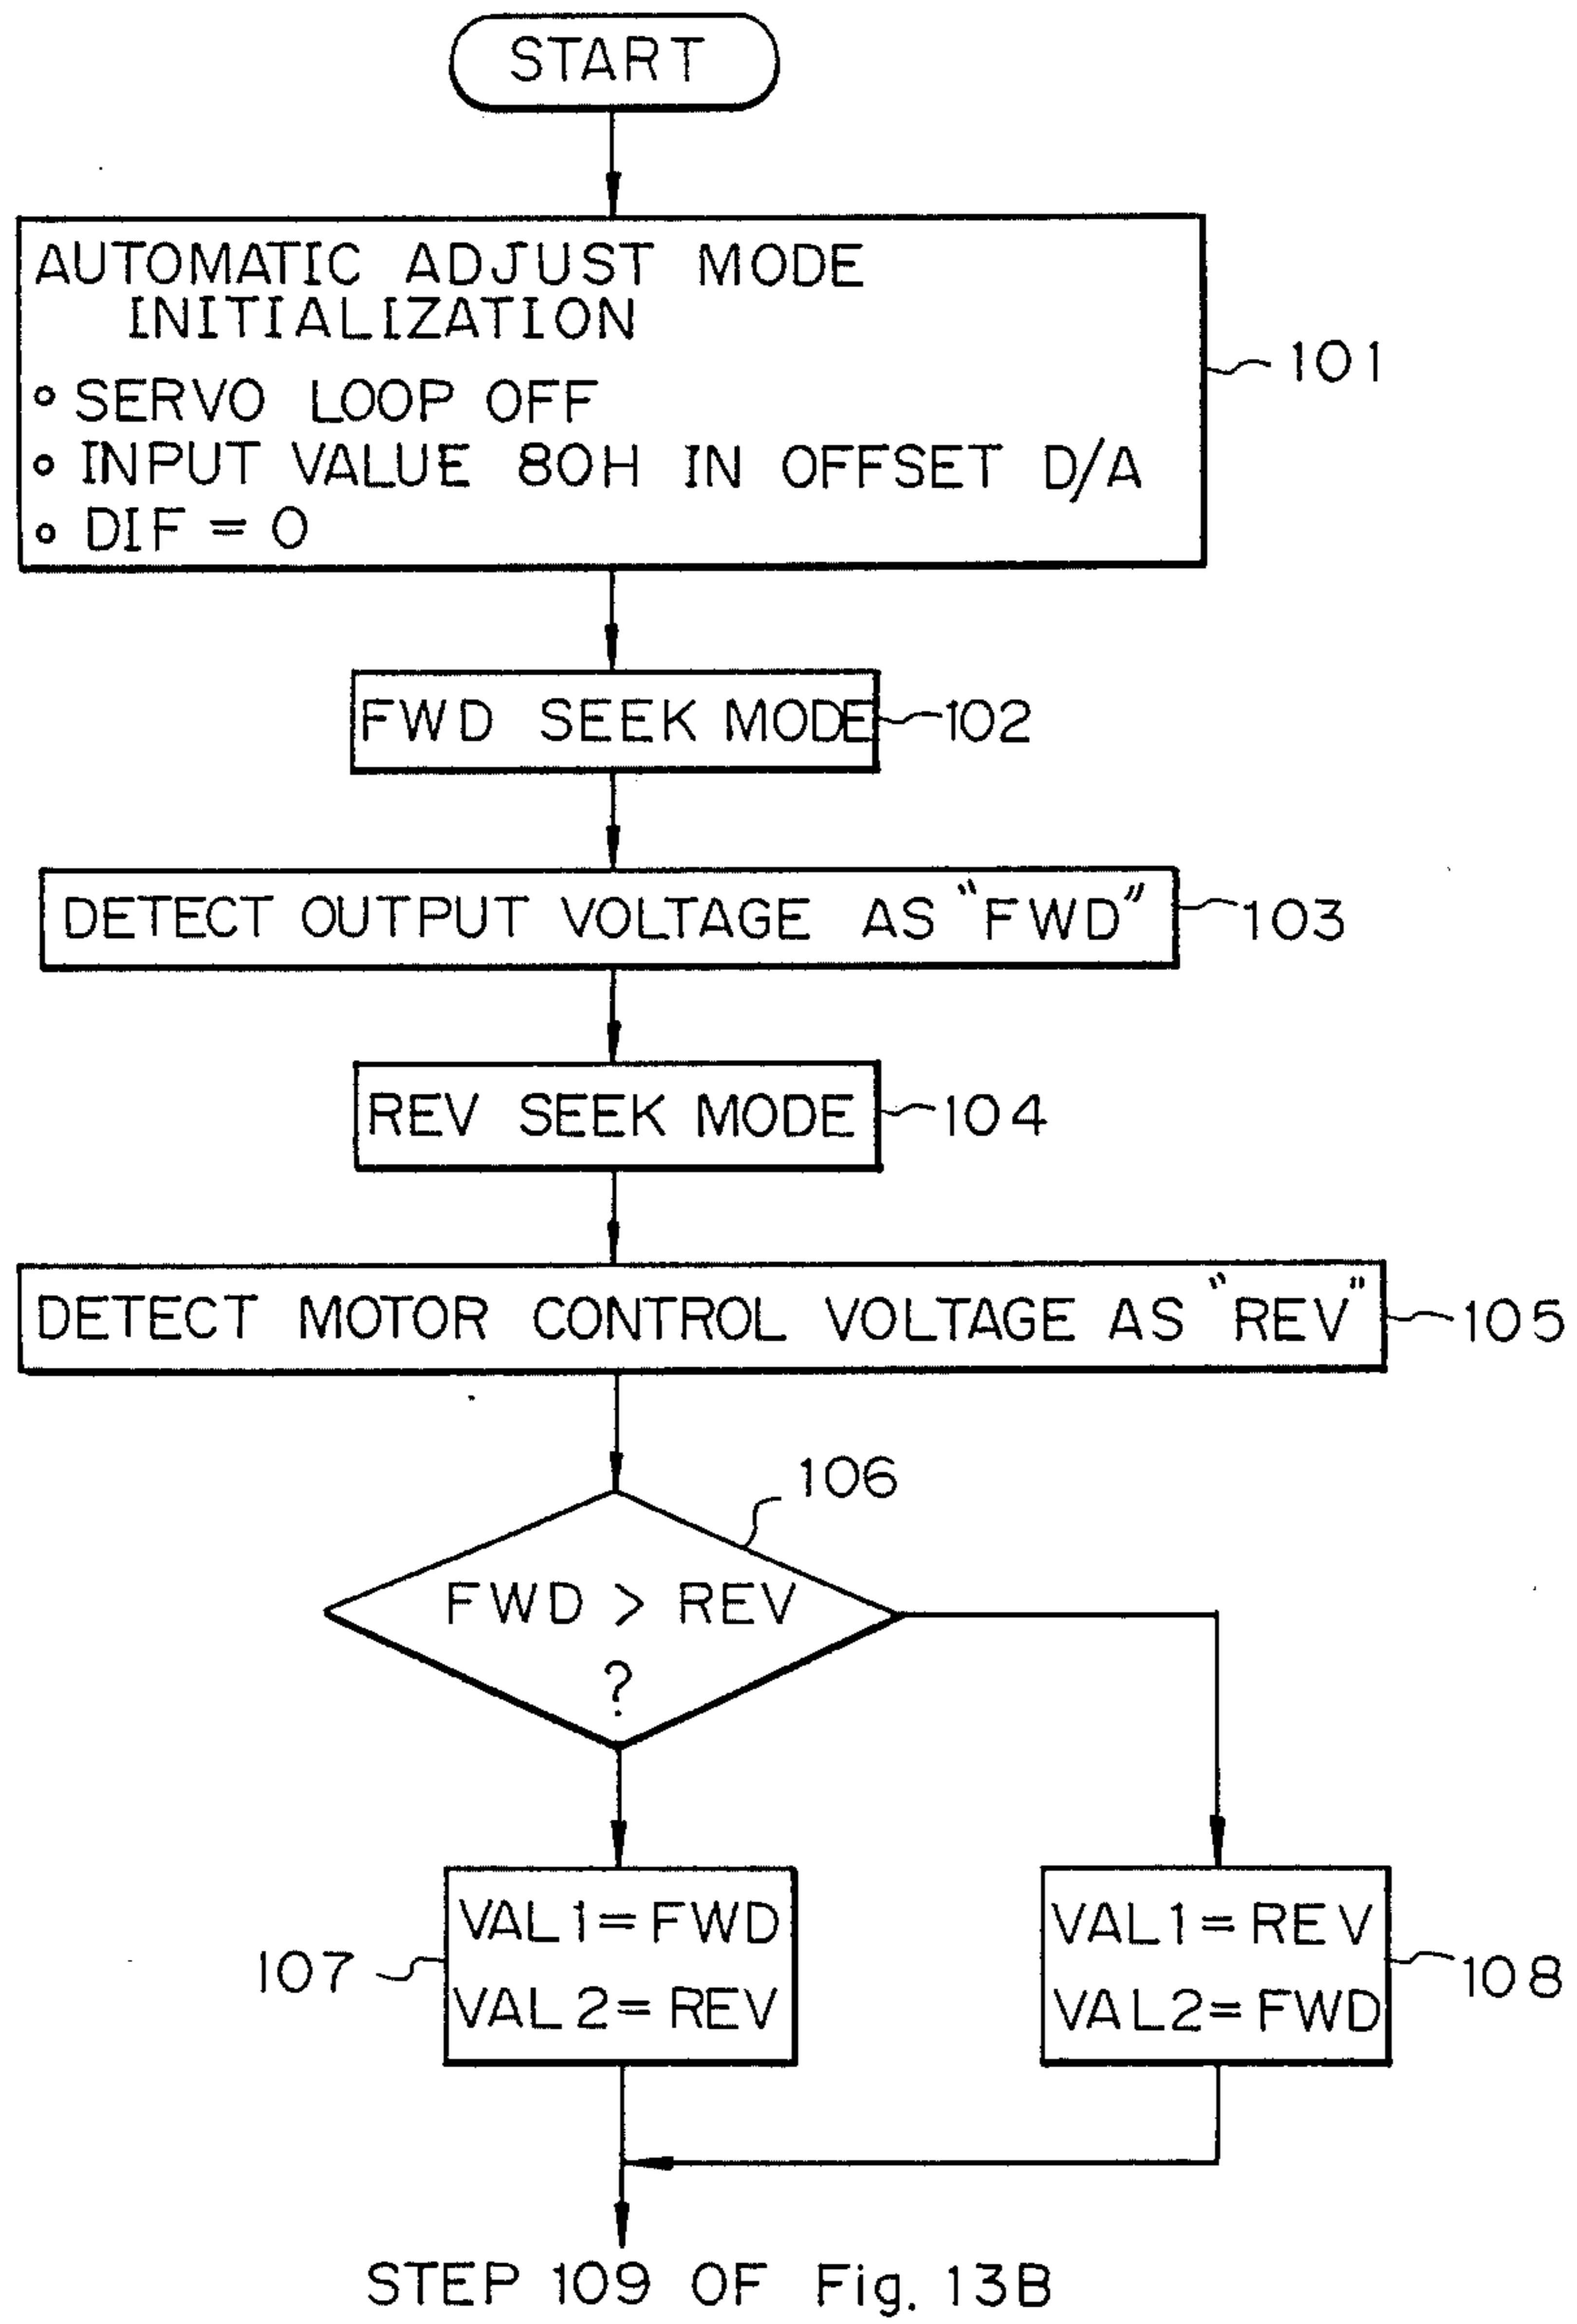 START
AUTOMATIC ADJUST MODE
INITIALIZATION
∘ SERVO LOOP OFF
∘ INPUT VALUE 80H IN OFFSET D/A
∘ DIF = 0
101
FWD SEEK MODE
102
DETECT OUTPUT VOLTAGE AS "FWD"
103
REV SEEK MODE
104
DETECT MOTOR CONTROL VOLTAGE AS "REV"
105
106
FWD > REV
?
VAL1 = FWD
VAL2 = REV
107
VAL1 = REV
VAL2 = FWD
108
STEP 109 OF Fig. 13B